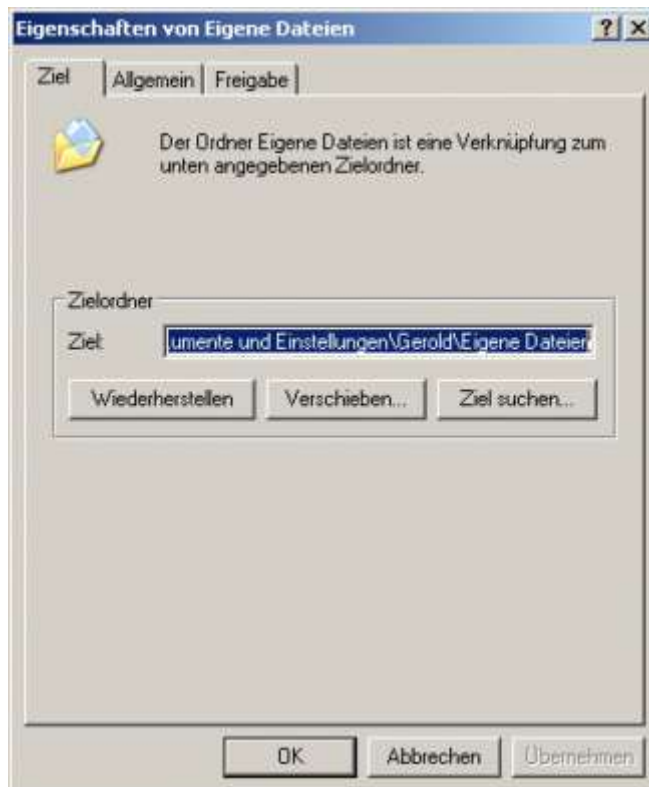 Eigenschaften von Eigene Dateien
Ziel Allgemein Freigabe
Der Ordner Eigene Dateien ist eine Verknüpfung zum
unten angegebenen Zielordner.
Zielordner
Ziel: umente und Einstellungen\Gerold\Eigene Dateien
Wiederherstellen Verschieben... Ziel suchen...
OK Abbrechen Übernehmen